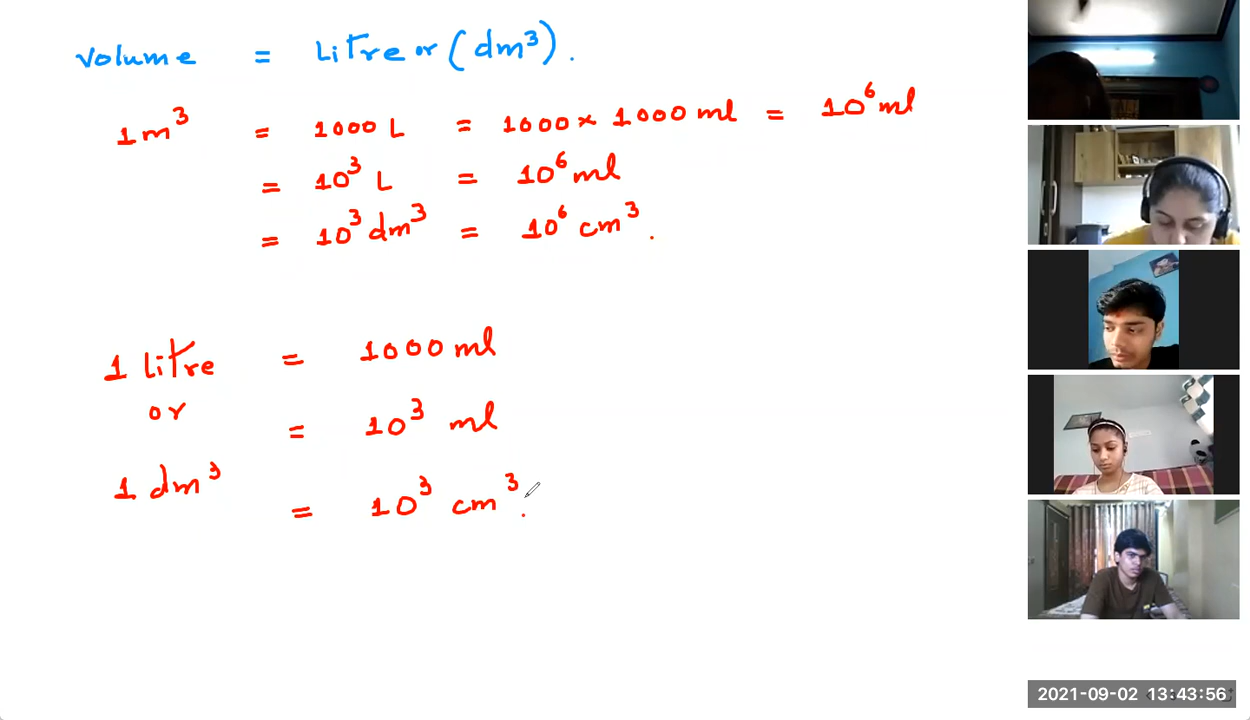 volume = Litre or (dm³).
1m³ = 1000 L = 1000 × 1000 ml = 10⁶ ml
= 10³ L = 10⁶ ml
= 10³ dm³ = 10⁶ cm³.
1 litre = 1000 ml
or
= 10³ ml
1 dm³
= 10³ cm³.
2021-09-02 13:43:56